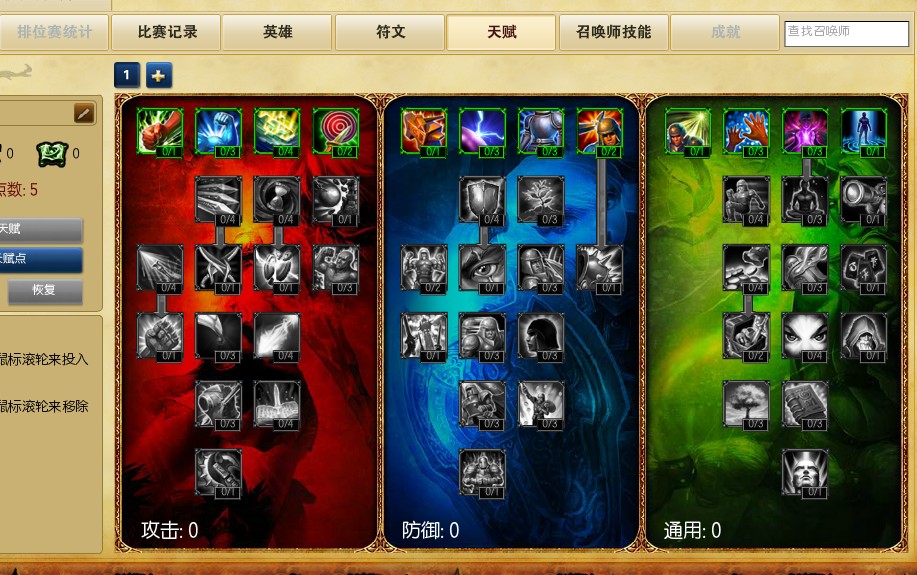 排位赛统计 比赛记录 英雄 符文 天赋 召唤师技能 成就 查找召唤师
1
0/1 0/3 0/4 0/2 0/1 0/3 0/3 0/2 0/1 0/3 0/3 0/1
0 0
点数: 5
0/4 0/4 0/1 0/4 0/3 0/4 0/3 0/1
天赋
天赋点
恢复
0/4 0/1 0/1 0/3 0/2 0/1 0/3 0/1 0/3 0/4 0/1
0/1 0/3 0/4 0/1 0/3 0/3 0/2 0/4 0/1
鼠标滚轮来投入
鼠标滚轮来移除
0/3 0/4 0/3 0/3 0/3 0/3
0/1 0/1 0/1
攻击: 0 防御: 0 通用: 0